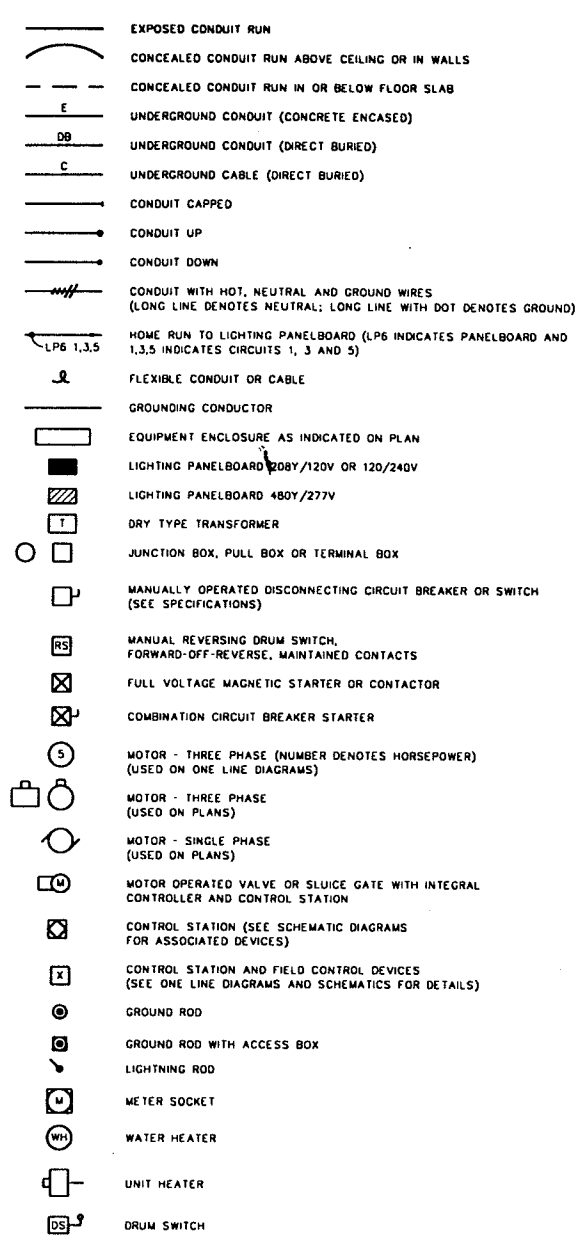 EXPOSED CONDUIT RUN
CONCEALED CONDUIT RUN ABOVE CEILING OR IN WALLS
CONCEALED CONDUIT RUN IN OR BELOW FLOOR SLAB
E
UNDERGROUND CONDUIT (CONCRETE ENCASED)
DB
UNDERGROUND CONDUIT (DIRECT BURIED)
C
UNDERGROUND CABLE (DIRECT BURIED)
CONDUIT CAPPED
CONDUIT UP
CONDUIT DOWN
CONDUIT WITH HOT, NEUTRAL AND GROUND WIRES
(LONG LINE DENOTES NEUTRAL; LONG LINE WITH DOT DENOTES GROUND)
HOME RUN TO LIGHTING PANELBOARD (LP6 INDICATES PANELBOARD AND
LP6 1,3,5 1,3,5 INDICATES CIRCUITS 1, 3 AND 5)
FLEXIBLE CONDUIT OR CABLE
GROUNDING CONDUCTOR
EQUIPMENT ENCLOSURE AS INDICATED ON PLAN
LIGHTING PANELBOARD 208Y/120V OR 120/240V
LIGHTING PANELBOARD 480Y/277V
T DRY TYPE TRANSFORMER
JUNCTION BOX, PULL BOX OR TERMINAL BOX
MANUALLY OPERATED DISCONNECTING CIRCUIT BREAKER OR SWITCH
(SEE SPECIFICATIONS)
RS MANUAL REVERSING DRUM SWITCH,
FORWARD-OFF-REVERSE, MAINTAINED CONTACTS
FULL VOLTAGE MAGNETIC STARTER OR CONTACTOR
COMBINATION CIRCUIT BREAKER STARTER
5 MOTOR - THREE PHASE (NUMBER DENOTES HORSEPOWER)
(USED ON ONE LINE DIAGRAMS)
MOTOR - THREE PHASE
(USED ON PLANS)
MOTOR - SINGLE PHASE
(USED ON PLANS)
M MOTOR OPERATED VALVE OR SLUICE GATE WITH INTEGRAL
CONTROLLER AND CONTROL STATION
CONTROL STATION (SEE SCHEMATIC DIAGRAMS
FOR ASSOCIATED DEVICES)
X CONTROL STATION AND FIELD CONTROL DEVICES
(SEE ONE LINE DIAGRAMS AND SCHEMATICS FOR DETAILS)
GROUND ROD
GROUND ROD WITH ACCESS BOX
LIGHTNING ROD
M METER SOCKET
WH WATER HEATER
UNIT HEATER
DS DRUM SWITCH